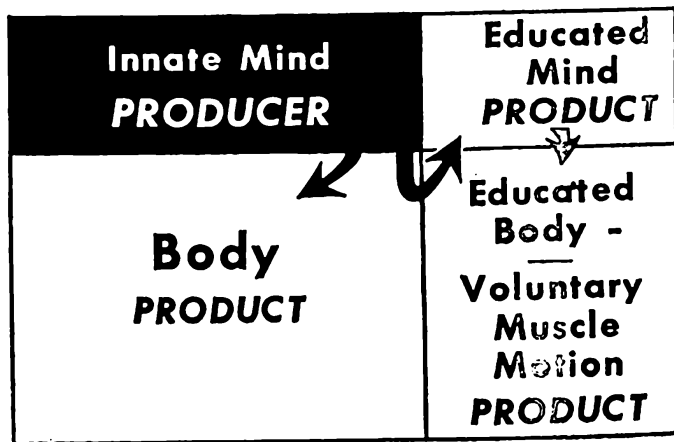 Innate Mind
PRODUCER
Educated
Mind
PRODUCT
Body
PRODUCT
Educated
Body -
Voluntary
Muscle
Motion
PRODUCT